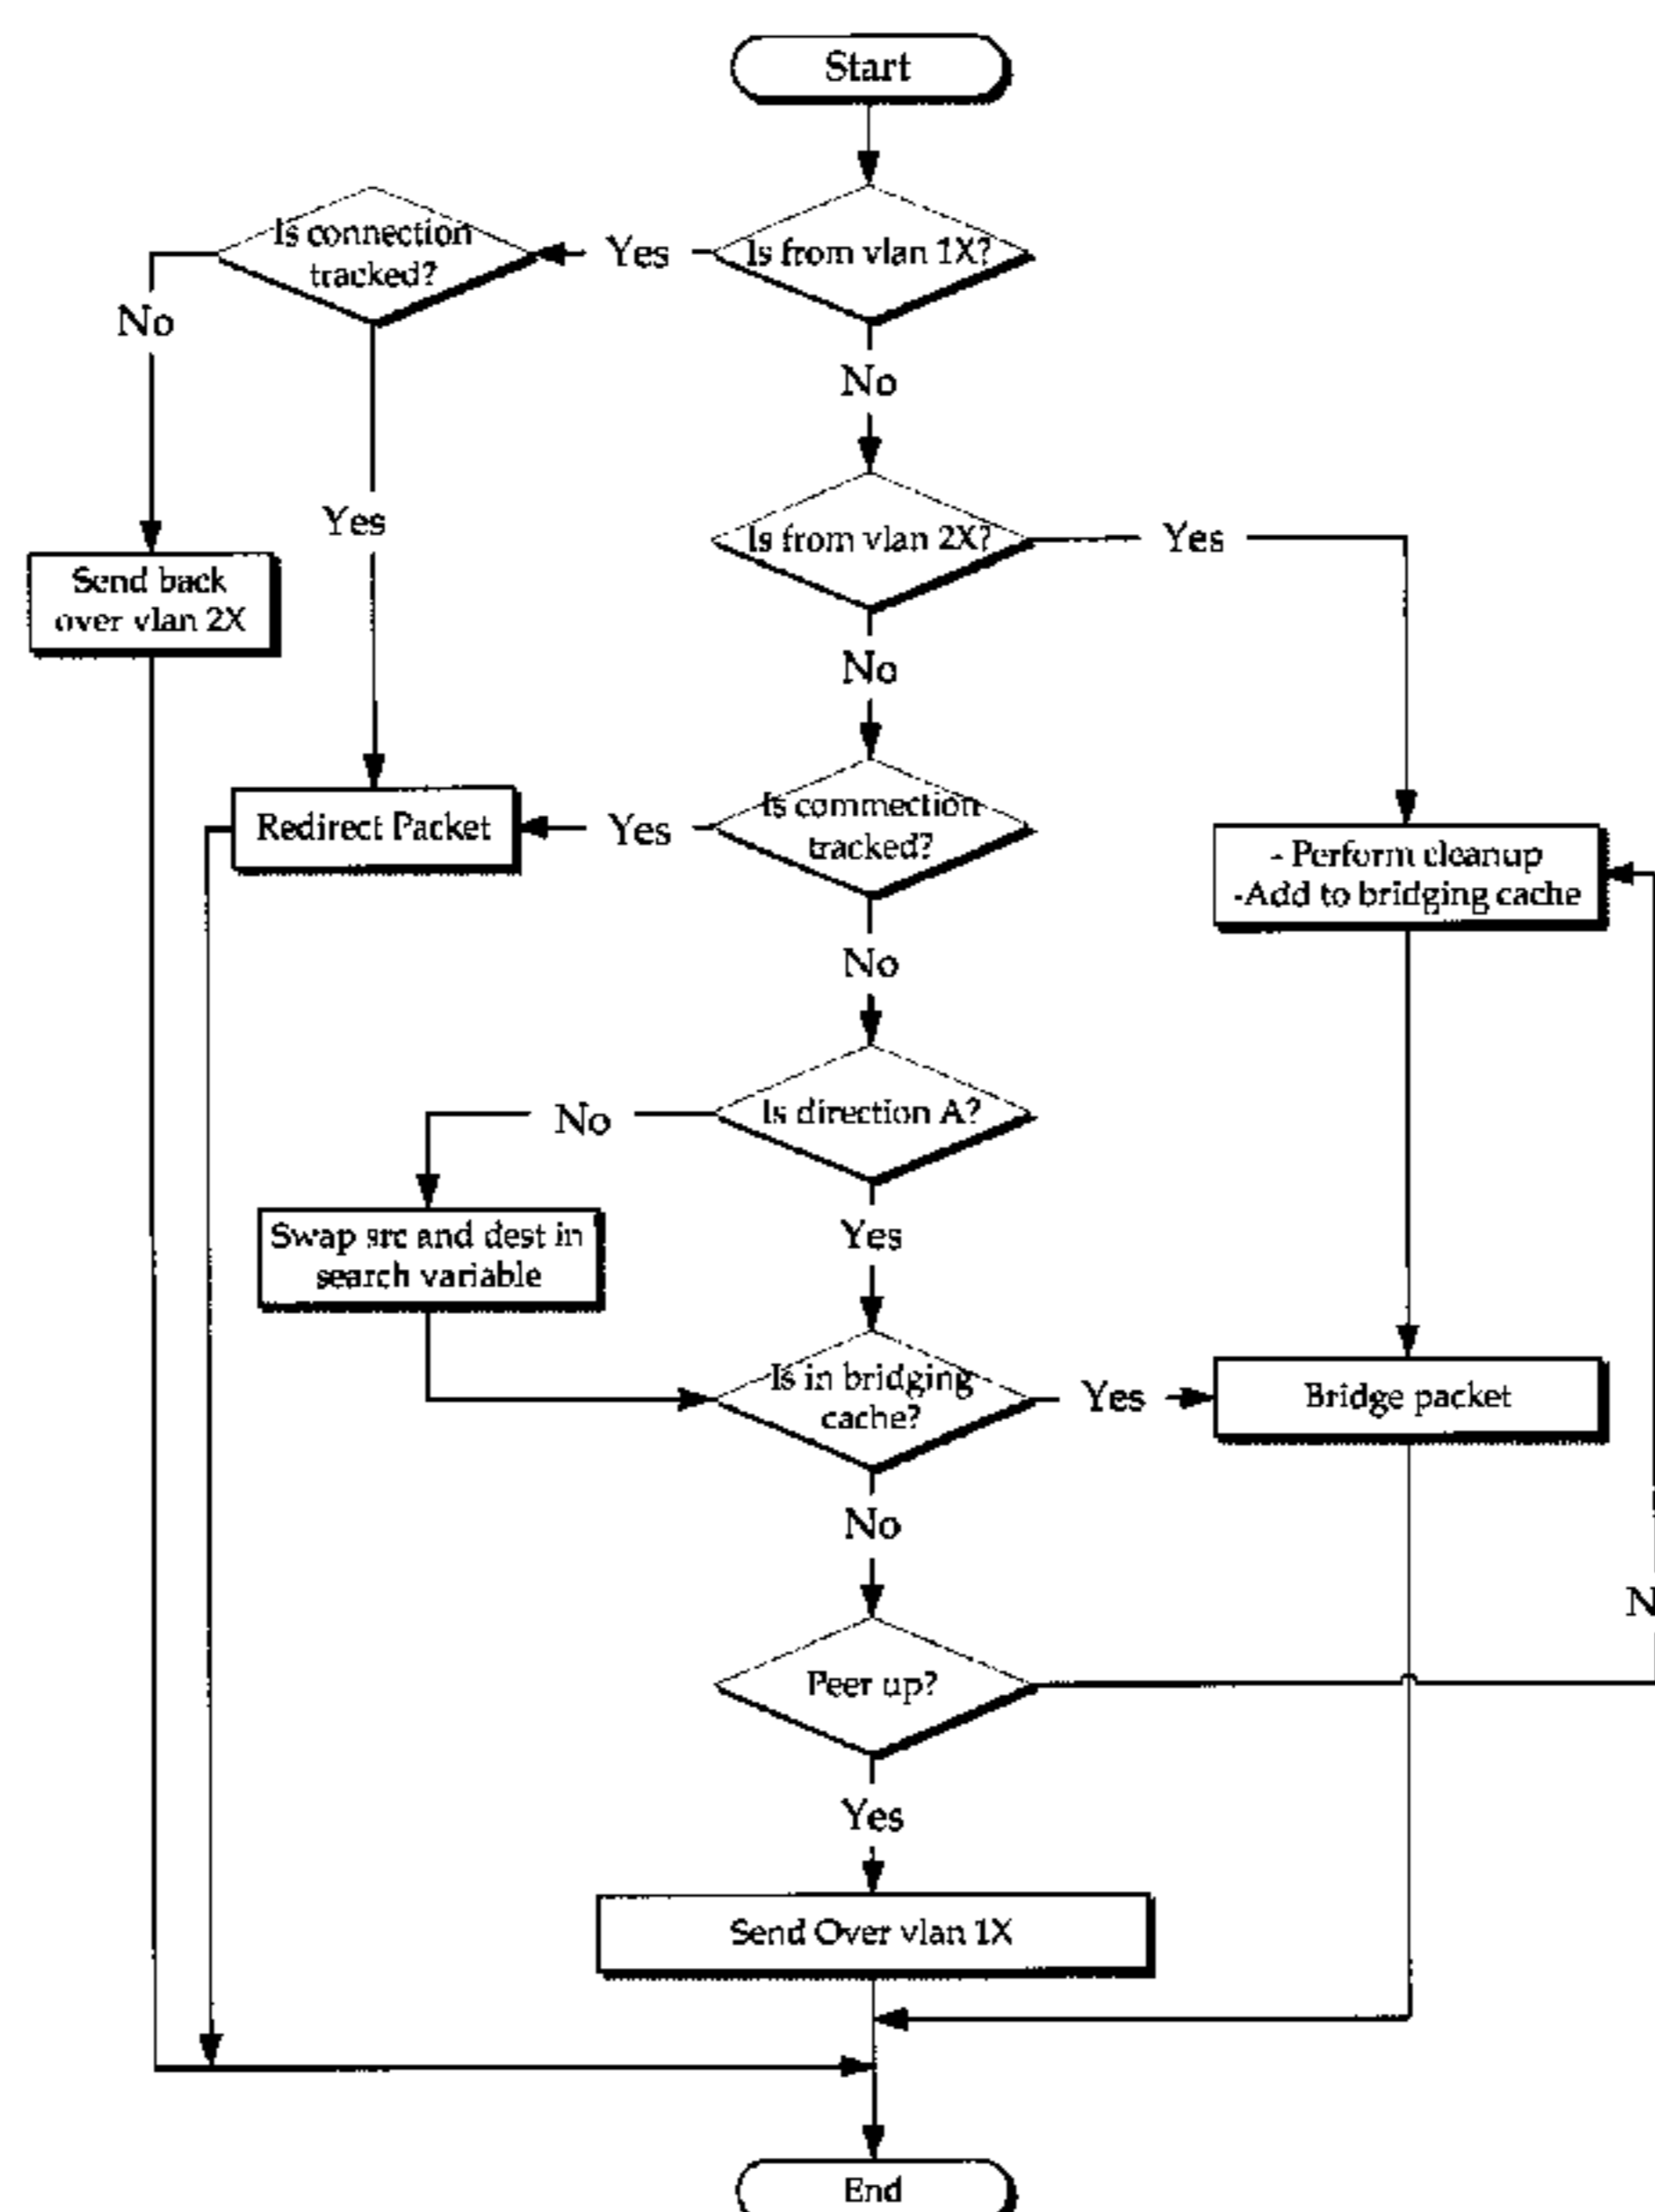 Start
Is connection
tracked?
Yes
Is from vlan 1X?
No
No
Yes
Is from vlan 2X?
Yes
Send back
over vlan 2X
No
Redirect Packet
Yes
Is commection
tracked?
- Perform cleanup
-Add to bridging cache
No
No
Is direction A?
Swap src and dest in
search variable
Yes
Is in bridging
cache?
Yes
Bridge packet
No
N
Peer up?
Yes
Send Over vlan 1X
End